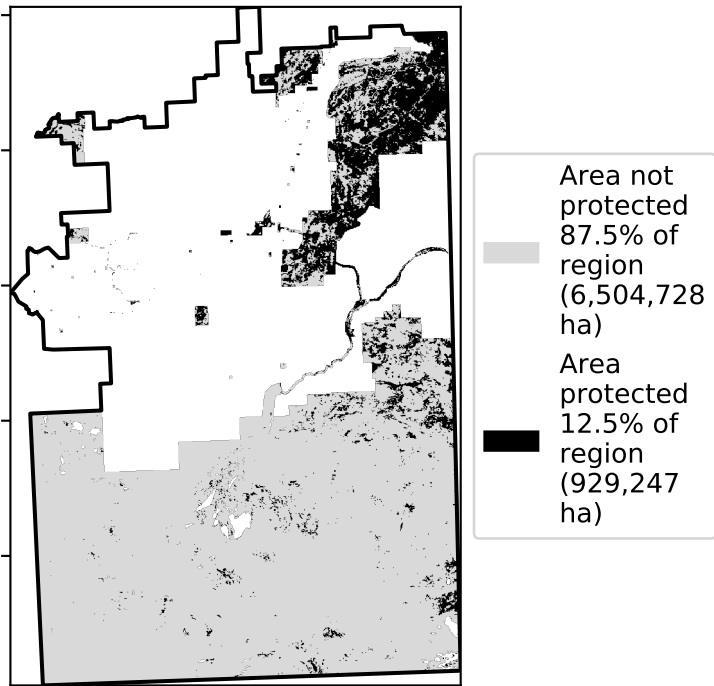 Area not
protected
87.5% of
region
(6,504,728
ha)
Area
protected
12.5% of
region
(929,247
ha)